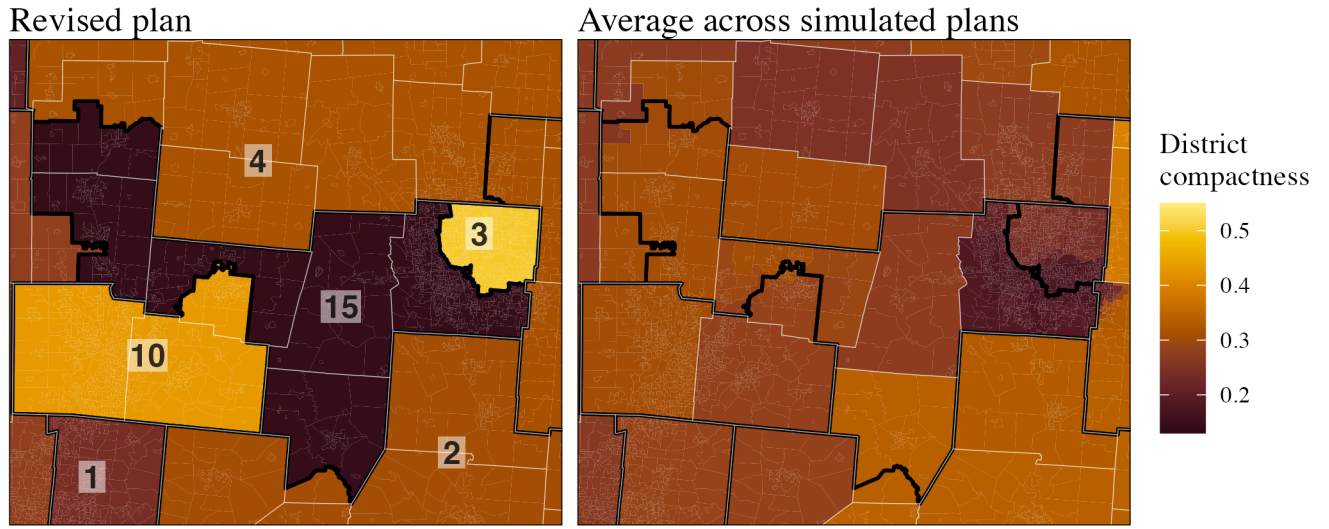 Revised plan
Average across simulated plans
4
3
15
10
2
1
District
compactness
0.5
0.4
0.3
0.2